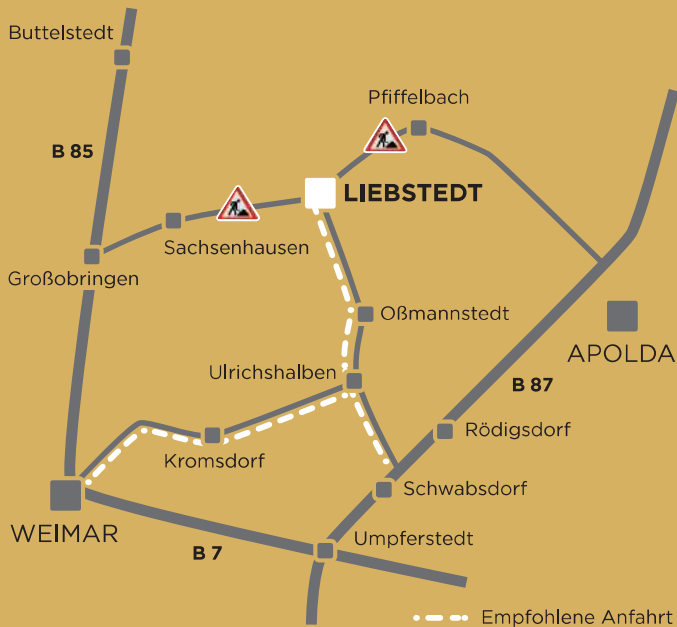 Buttelstedt
Pfiffelbach
B 85
LIEBSTEDT
Sachsenhausen
Großobringen
Oßmannstedt
APOLDA
Ulrichshalben
B 87
Rödigsdorf
Kromsdorf
Schwabsdorf
WEIMAR
Umpferstedt
B 7
Empfohlene Anfahrt